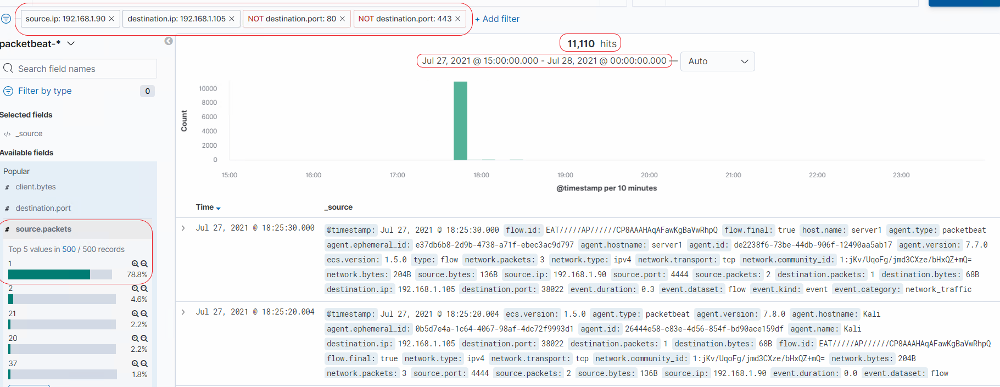 source.ip: 192.168.1.90 × destination.ip: 192.168.1.105 × NOT destination.port: 80 × NOT destination.port: 443 × + Add filter
packetbeat-*
11,110 hits
Jul 27, 2021 @ 15:00:00.000 - Jul 28, 2021 @ 00:00:00.000 — Auto
Search field names
Filter by type 0
Selected fields
</> _source
Available fields
Popular
# client.bytes
# destination.port
# source.packets
Top 5 values in 500 / 500 records
1
78.8%
2
4.6%
21
2.2%
20
2.2%
37
1.8%
Count
10000
8000
6000
4000
2000
0
15:00 16:00 17:00 18:00 19:00 20:00 21:00 22:00 23:00
@timestamp per 10 minutes
Time _source
Jul 27, 2021 @ 18:25:30.000 @timestamp: Jul 27, 2021 @ 18:25:30.000 flow.id: EAT/////AP//////CP8AAAHAqAFawKgBaVwRhpQ flow.final: true host.name: server1 agent.type: packetbeat
agent.ephemeral_id: e37db6b8-2d9b-4738-a71f-ebec3ac9d797 agent.hostname: server1 agent.id: de2238f6-73be-44db-906f-12490aa5ab17 agent.version: 7.7.0
ecs.version: 1.5.0 type: flow network.packets: 3 network.type: ipv4 network.transport: tcp network.community_id: 1:jKv/UqoFg/jmd3CXze/bHxQZ+mQ=
network.bytes: 204B source.bytes: 136B source.ip: 192.168.1.90 source.port: 4444 source.packets: 2 destination.packets: 1 destination.bytes: 68B
destination.ip: 192.168.1.105 destination.port: 38022 event.duration: 0.3 event.dataset: flow event.kind: event event.category: network_traffic
Jul 27, 2021 @ 18:25:20.004 @timestamp: Jul 27, 2021 @ 18:25:20.004 ecs.version: 1.5.0 agent.type: packetbeat agent.version: 7.8.0 agent.hostname: Kali
agent.ephemeral_id: 0b5d7e4a-1c64-4067-98af-4dc72f9993d1 agent.id: 26444e58-c83e-4d56-854f-bd90ace159df agent.name: Kali
destination.ip: 192.168.1.105 destination.port: 38022 destination.packets: 1 destination.bytes: 68B flow.id: EAT/////AP//////CP8AAAHAqAFawKgBaVwRhpQ
flow.final: true network.type: ipv4 network.transport: tcp network.community_id: 1:jKv/UqoFg/jmd3CXze/bHxQZ+mQ= network.bytes: 204B
network.packets: 3 source.port: 4444 source.packets: 2 source.bytes: 136B source.ip: 192.168.1.90 event.duration: 0.0 event.dataset: flow